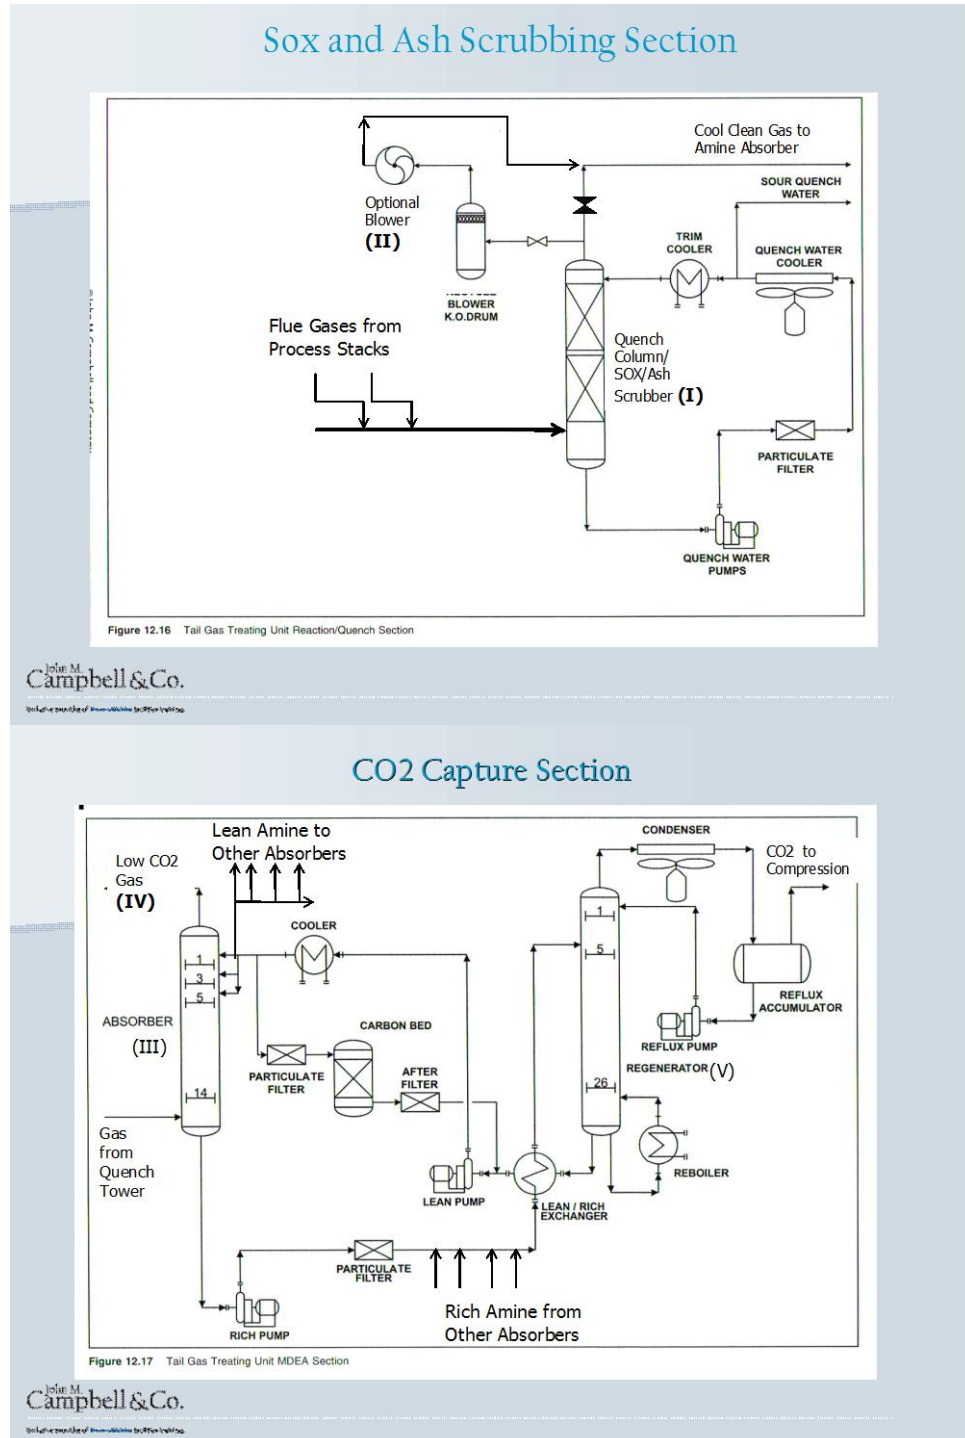 Sox and Ash Scrubbing Section
Cool Clean Gas to
Amine Absorber
SOUR QUENCH
WATER
Optional
Blower
(II)
TRIM
COOLER
QUENCH WATER
COOLER
BLOWER
K.O.DRUM
Flue Gases from
Process Stacks
Quench
Column/
SOX/Ash
Scrubber (I)
PARTICULATE
FILTER
QUENCH WATER
PUMPS
Figure 12.16 Tail Gas Treating Unit Reaction/Quench Section
John M.
Campbell & Co.
CO2 Capture Section
Lean Amine to
Other Absorbers
CONDENSER
Low CO2
Gas
(IV)
CO2 to
Compression
COOLER
1
3
5
1
5
ABSORBER
(III)
CARBON BED
REFLUX
ACCUMULATOR
REFLUX PUMP
REGENERATOR (V)
PARTICULATE
FILTER
AFTER
FILTER
14
26
Gas
from
Quench
Tower
REBOILER
LEAN PUMP
LEAN / RICH
EXCHANGER
PARTICULATE
FILTER
Rich Amine from
Other Absorbers
RICH PUMP
Figure 12.17 Tail Gas Treating Unit MDEA Section
John M.
Campbell & Co.